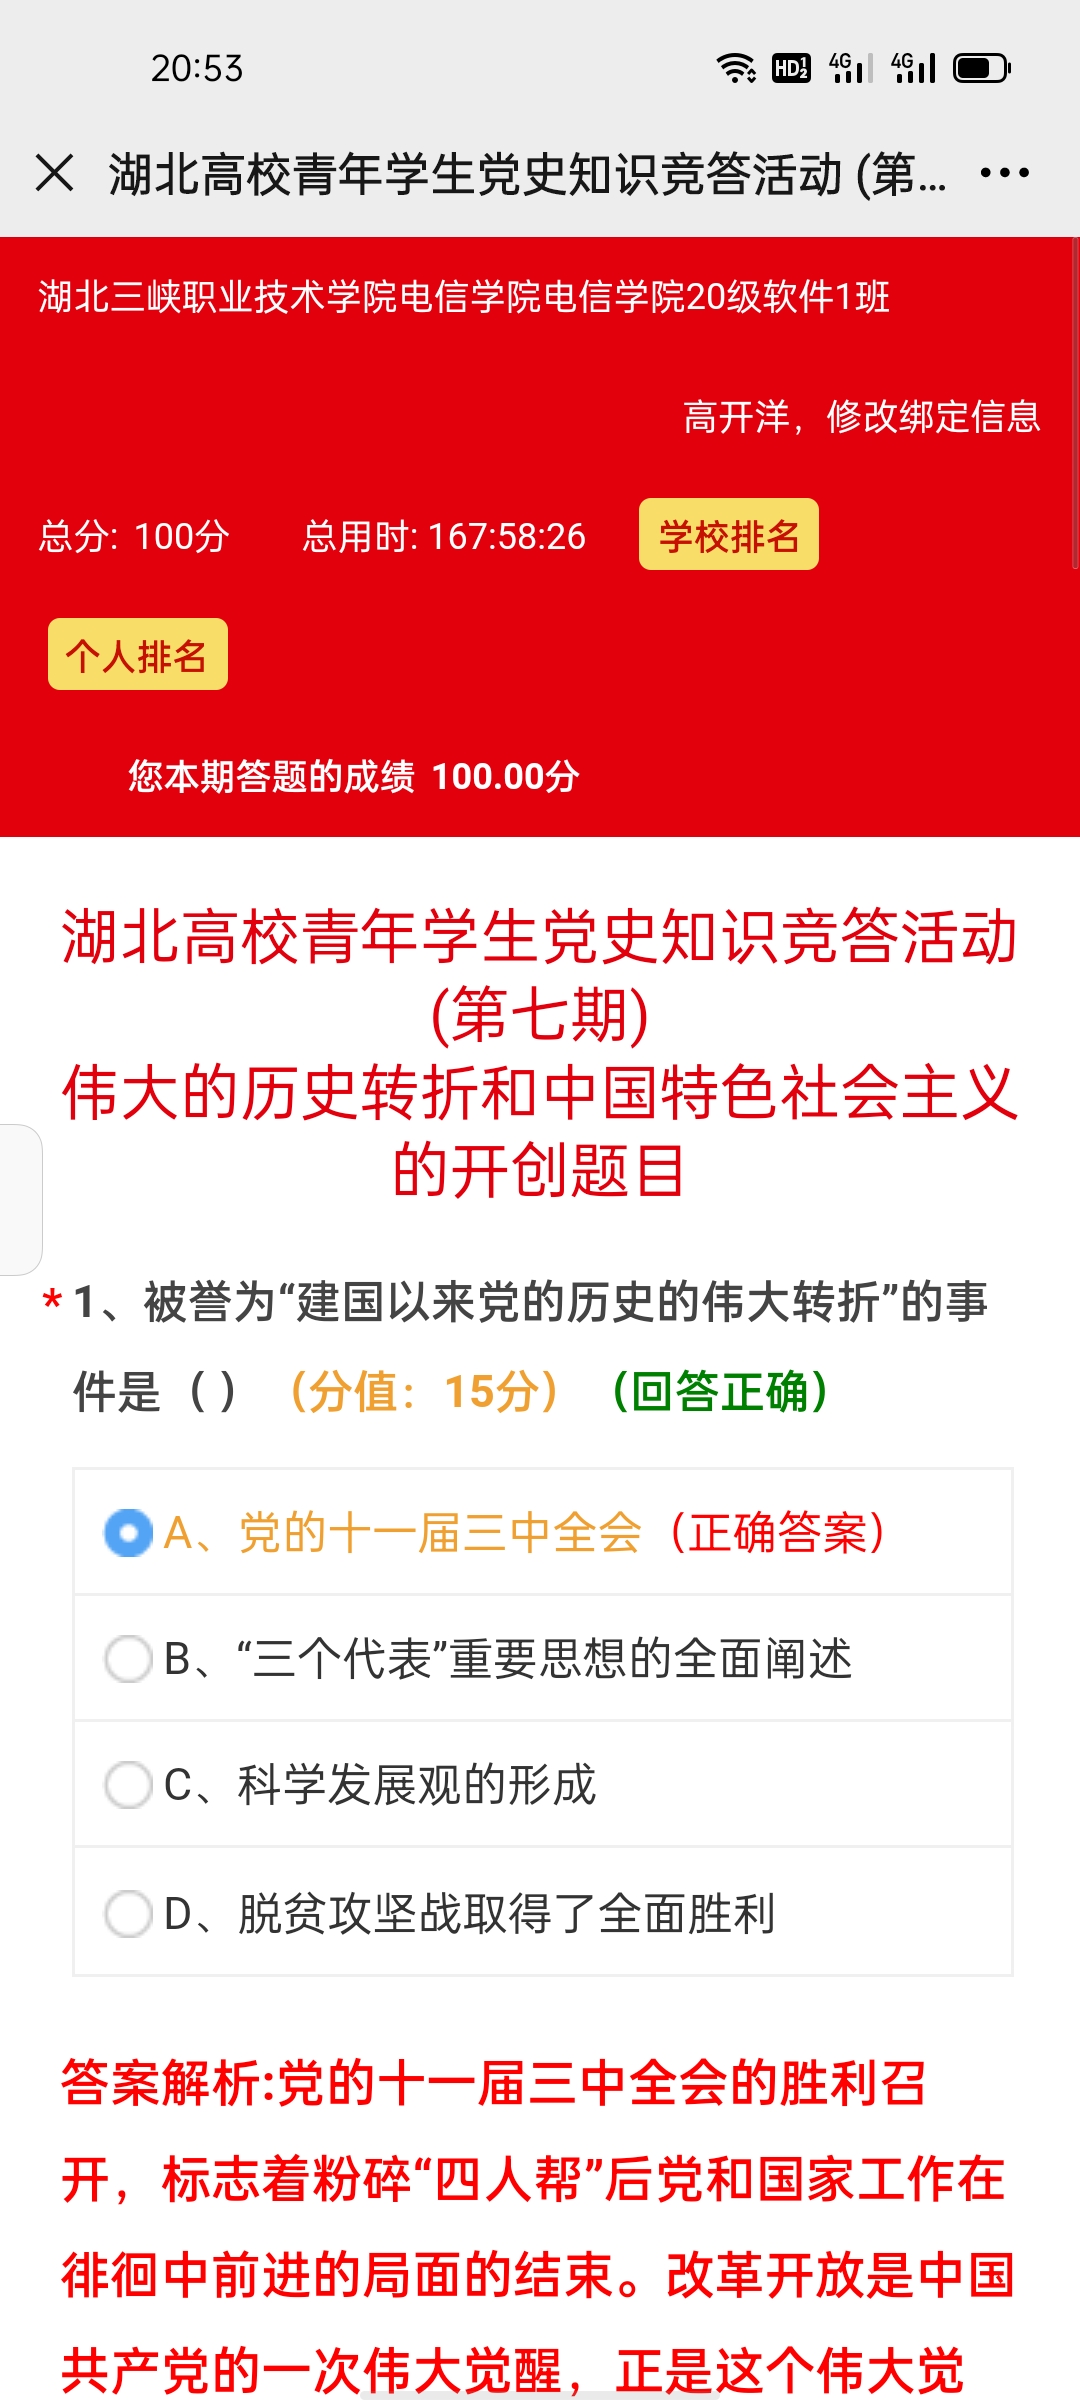 20:53
HD 1 2 4G 4G
湖北高校青年学生党史知识竞答活动 (第...
湖北三峡职业技术学院电信学院电信学院20级软件1班
高开洋，修改绑定信息
总分: 100分 总用时: 167:58:26 学校排名
个人排名
您本期答题的成绩 100.00分
湖北高校青年学生党史知识竞答活动
(第七期)
伟大的历史转折和中国特色社会主义
的开创题目
* 1、被誉为“建国以来党的历史的伟大转折”的事
件是（ ）（分值：15分）（回答正确）
A、党的十一届三中全会（正确答案）
B、“三个代表”重要思想的全面阐述
C、科学发展观的形成
D、脱贫攻坚战取得了全面胜利
答案解析:党的十一届三中全会的胜利召
开，标志着粉碎“四人帮”后党和国家工作在
徘徊中前进的局面的结束。改革开放是中国
共产党的一次伟大觉醒，正是这个伟大觉